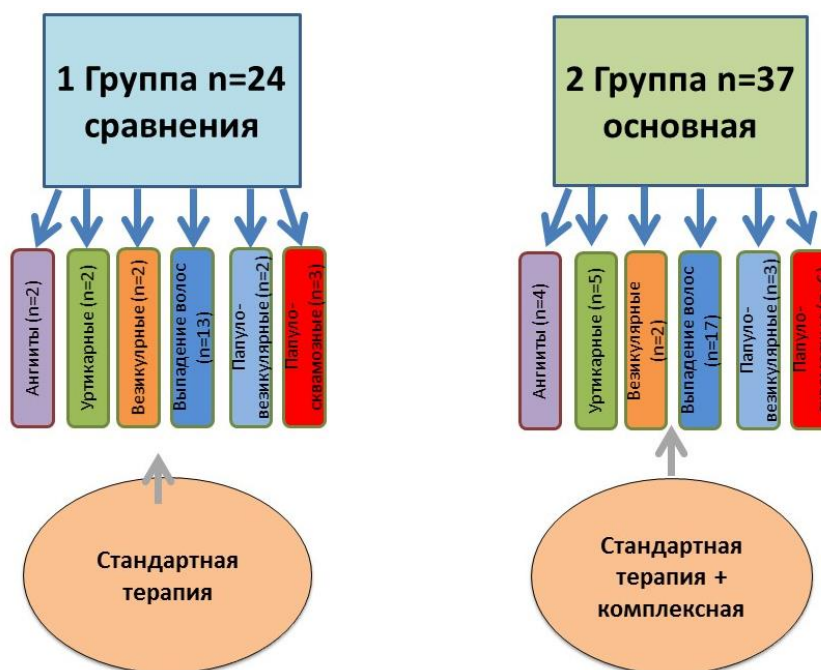 1 Группа n=24
сравнения
2 Группа n=37
основная
Ангииты (n=2)
Уртикарные (n=2)
Везикулрные (n=2)
Выпадение волос
(n=13)
Папуло-
везикулярные (n=2)
Папуло-
сквамозные (n=3)
Ангииты (n=4)
Уртикарные (n=5)
Везикулярные
(n=2)
Выпадение волос
(n=17)
Папуло-
везикулярные (n=3)
Папуло-
Стандартная
терапия
Стандартная
терапия +
комплексная